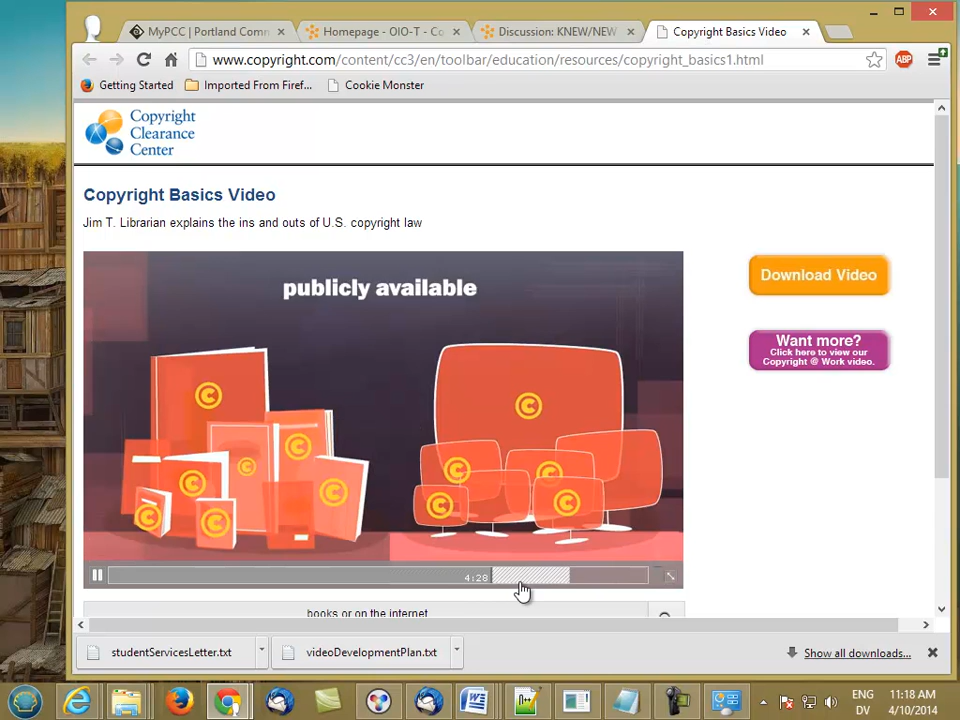 MyPCC | Portland Comm
Homepage - OIO-T - Co
Discussion: KNEW/NEW
Copyright Basics Video
www.copyright.com/content/cc3/en/toolbar/education/resources/copyright_basics1.html
ABP
Getting Started
Imported From Firef...
Cookie Monster
Copyright
Clearance
Center
Copyright Basics Video
Jim T. Librarian explains the ins and outs of U.S. copyright law
publicly available
Download Video
Want more?
Click here to view our
Copyright @ Work video.
©
©
©
©
©
©
©
©
©
©
©
4:28
books or on the internet
studentServicesLetter.txt
videoDevelopmentPlan.txt
Show all downloads...
ENG
DV
11:18 AM
4/10/2014